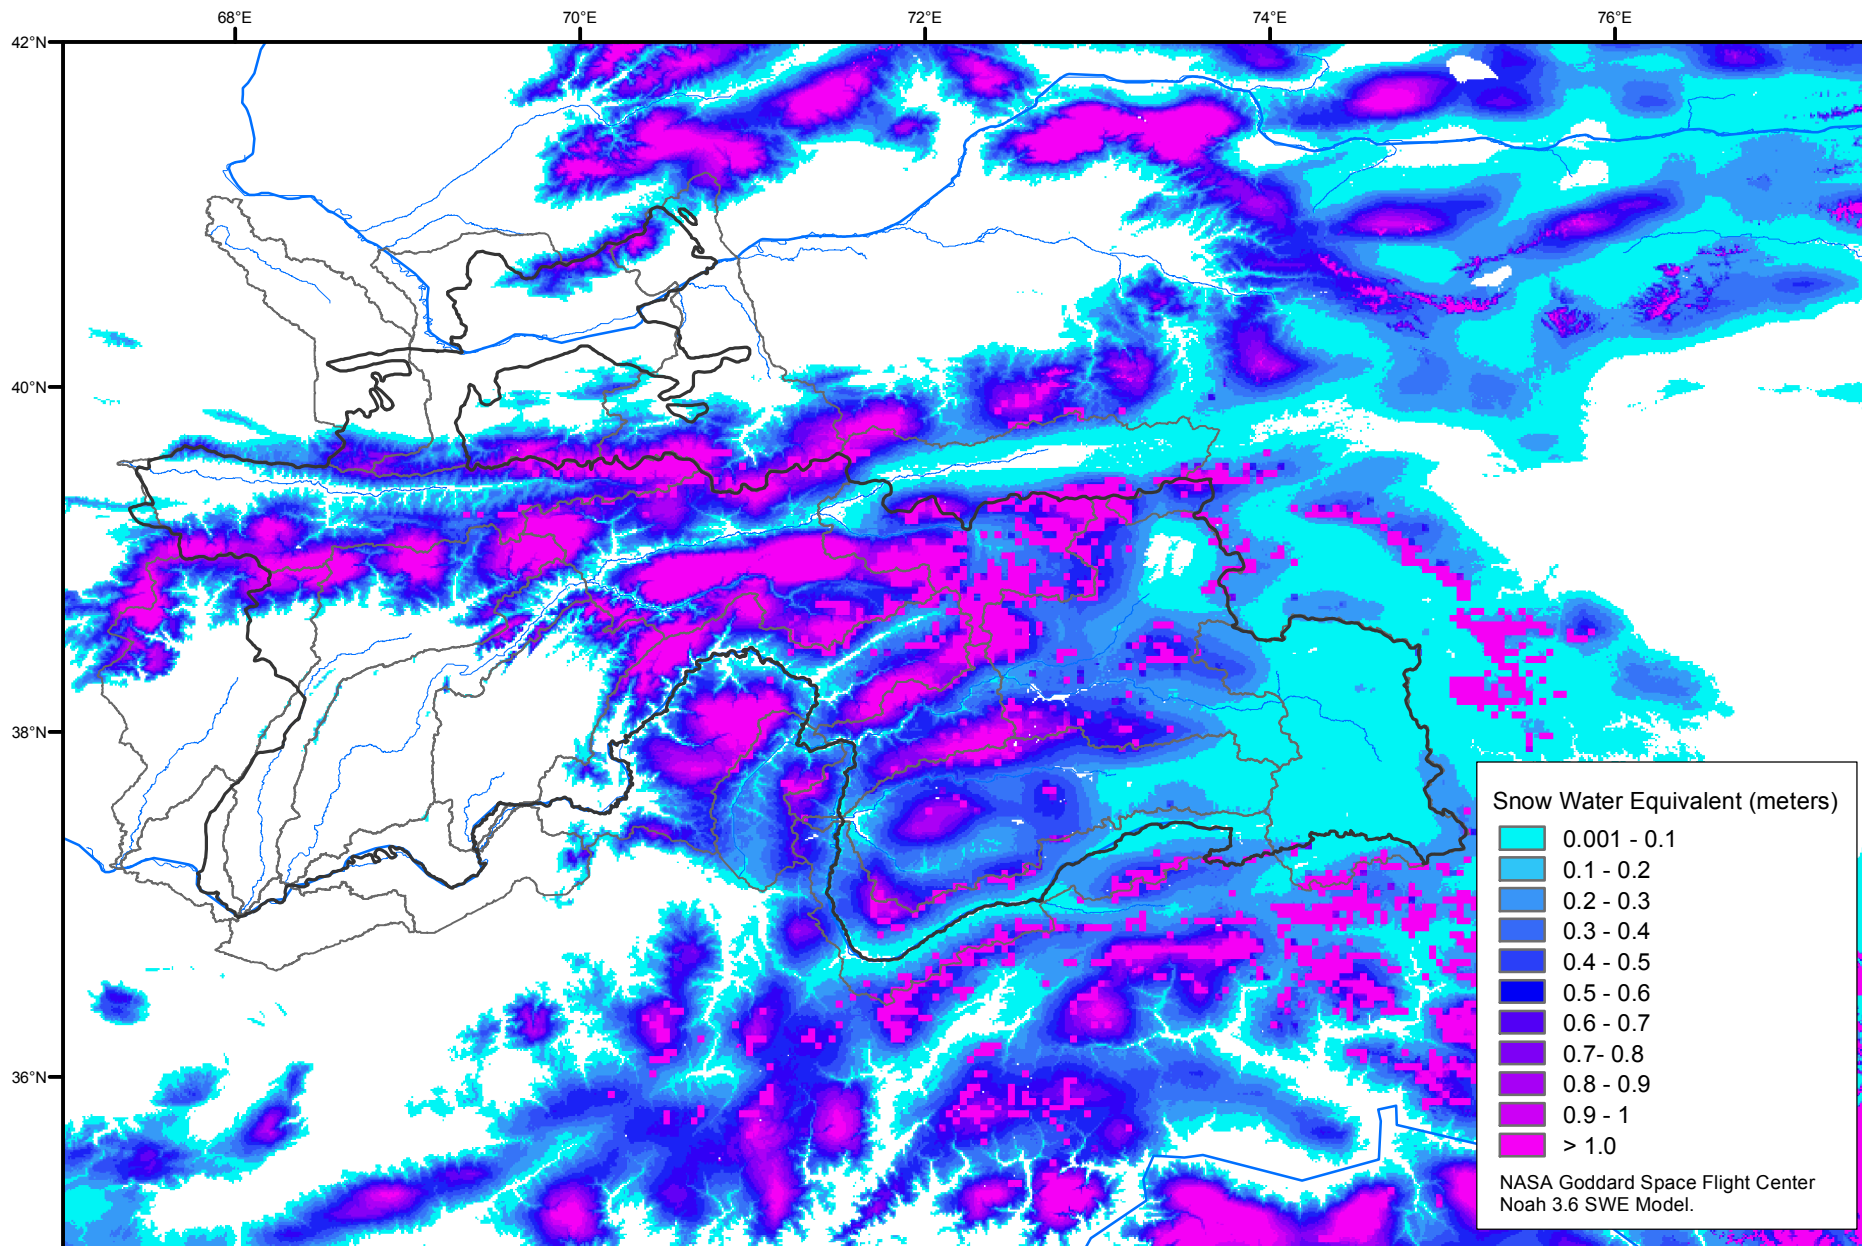 68°E
70°E
72°E
74°E
76°E
42°N
40°N
38°N
36°N
Snow Water Equivalent (meters)
0.001 - 0.1
0.1 - 0.2
0.2 - 0.3
0.3 - 0.4
0.4 - 0.5
0.5 - 0.6
0.6 - 0.7
0.7- 0.8
0.8 - 0.9
0.9 - 1
> 1.0
NASA Goddard Space Flight Center
Noah 3.6 SWE Model.